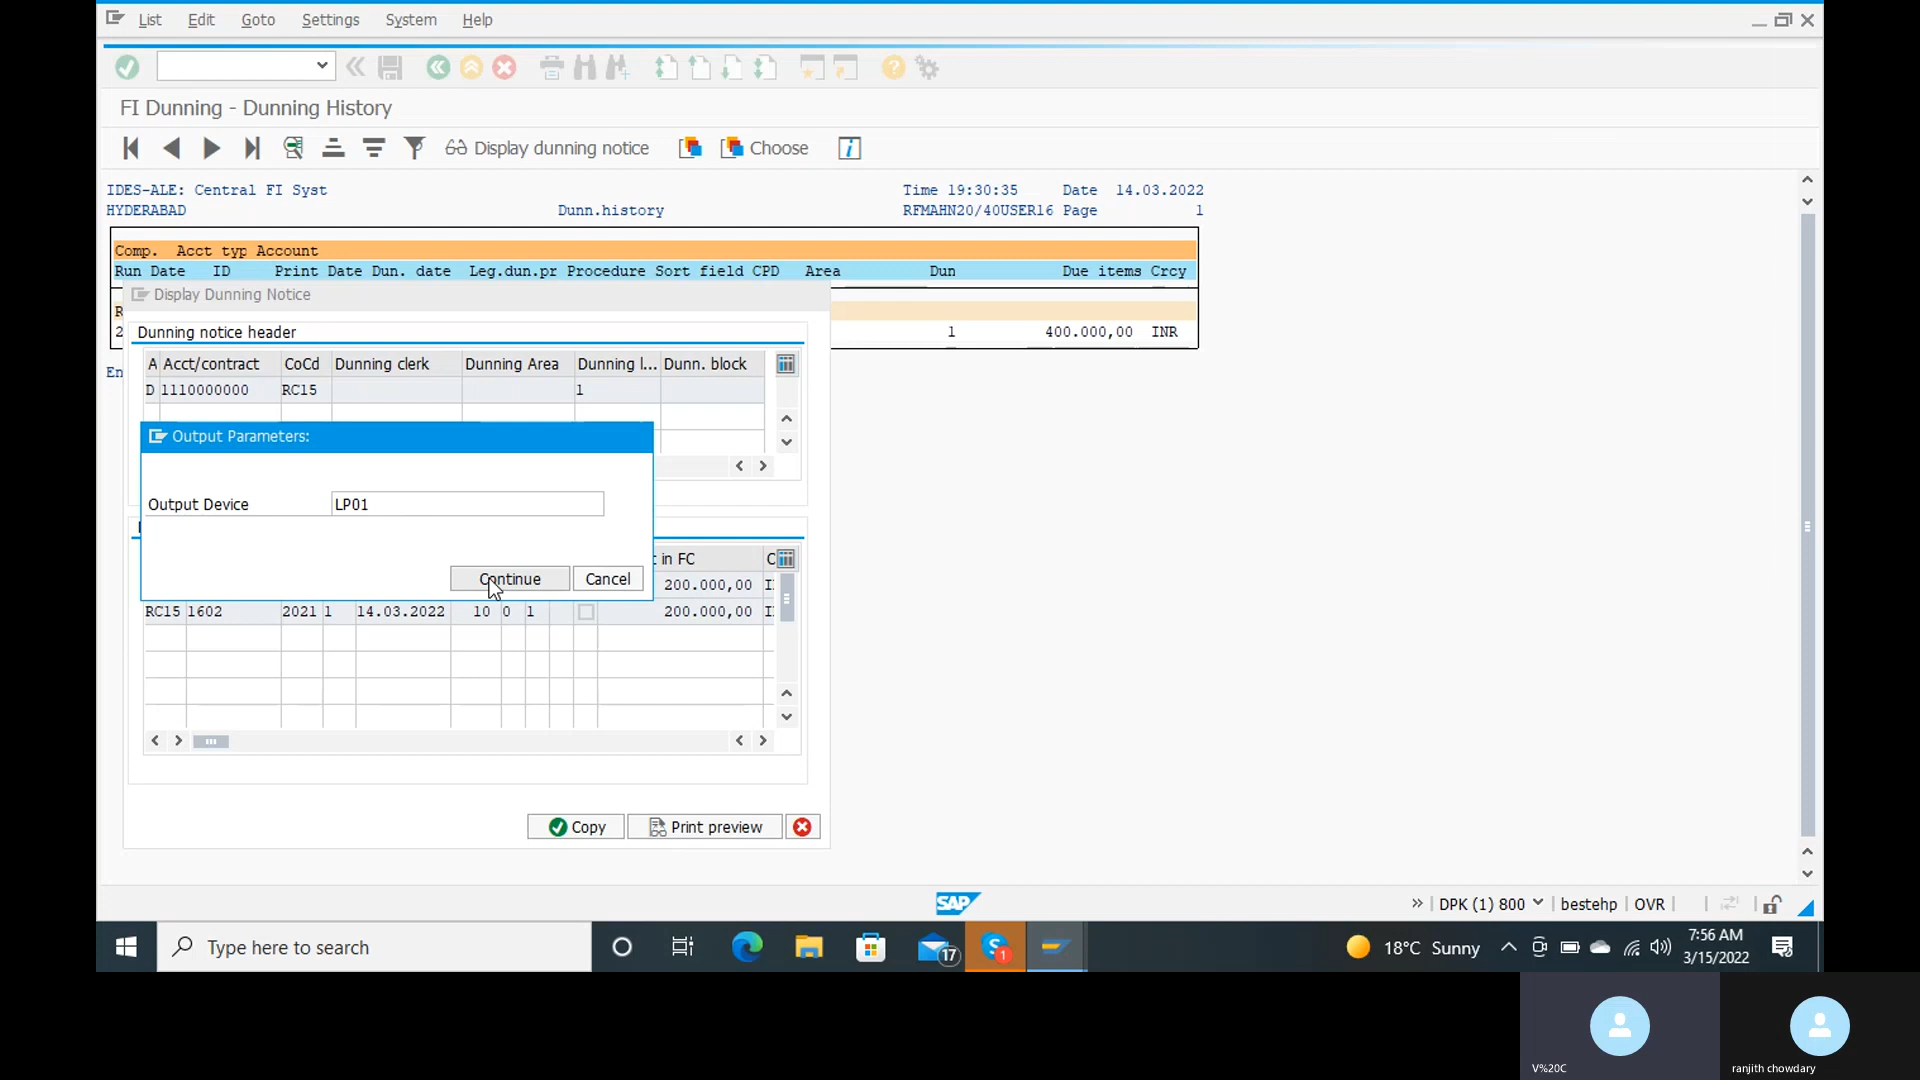 List Edit Goto Settings System Help
FI Dunning - Dunning History
Display dunning notice Choose
IDES-ALE: Central FI Syst Time 19:30:35 Date 14.03.2022
HYDERABAD Dunn.history RFMAHN20/40USER16 Page 1
Comp. Acct typ Account
Run Date ID Print Date Dun. date Leg.dun.pr Procedure Sort field CPD Area Dun Due items Crcy
Display Dunning Notice
R
Dunning notice header
2 1 400.000,00 INR
A Acct/contract CoCd Dunning clerk Dunning Area Dunning l... Dunn. block
En
D 1110000000 RC15 1
Output Parameters:
Output Device LP01
t in FC C
Continue Cancel
200.000,00 I
RC15 1602 2021 1 14.03.2022 10 0 1 200.000,00 I
Copy Print preview
SAP DPK (1) 800 bestehp OVR
Type here to search
17
1
18°C Sunny
7:56 AM
3/15/2022
V%20C
ranjith chowdary